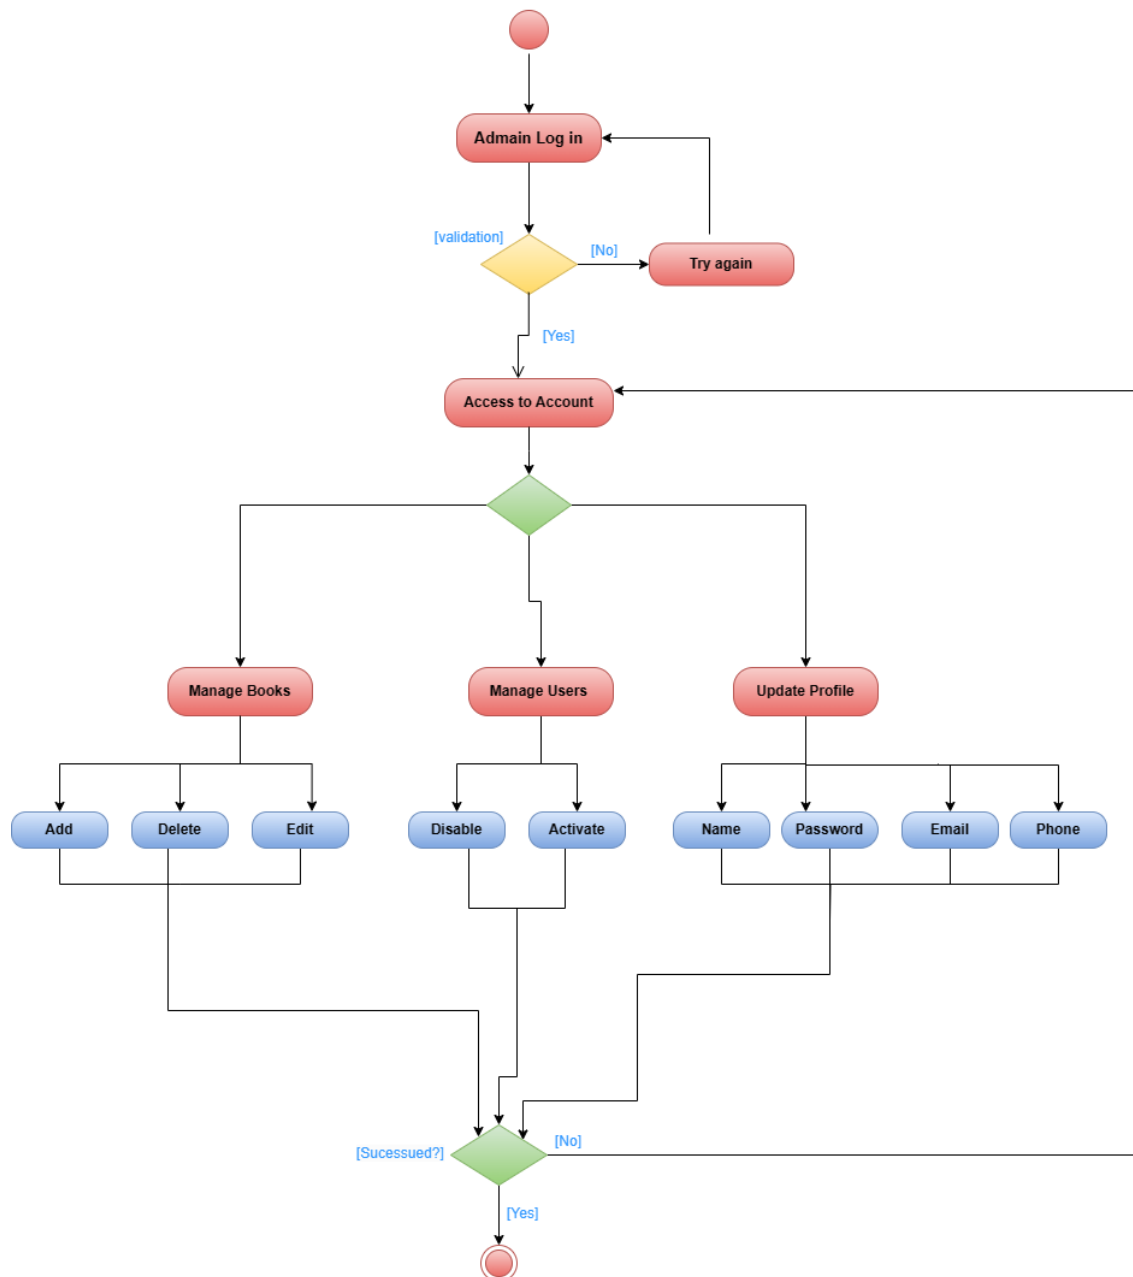 Admain Log in
[validation]
[No]
Try again
[Yes]
Access to Account
Manage Books
Manage Users
Update Profile
Add
Delete
Edit
Disable
Activate
Name
Password
Email
Phone
[Sucessued?]
[No]
[Yes]